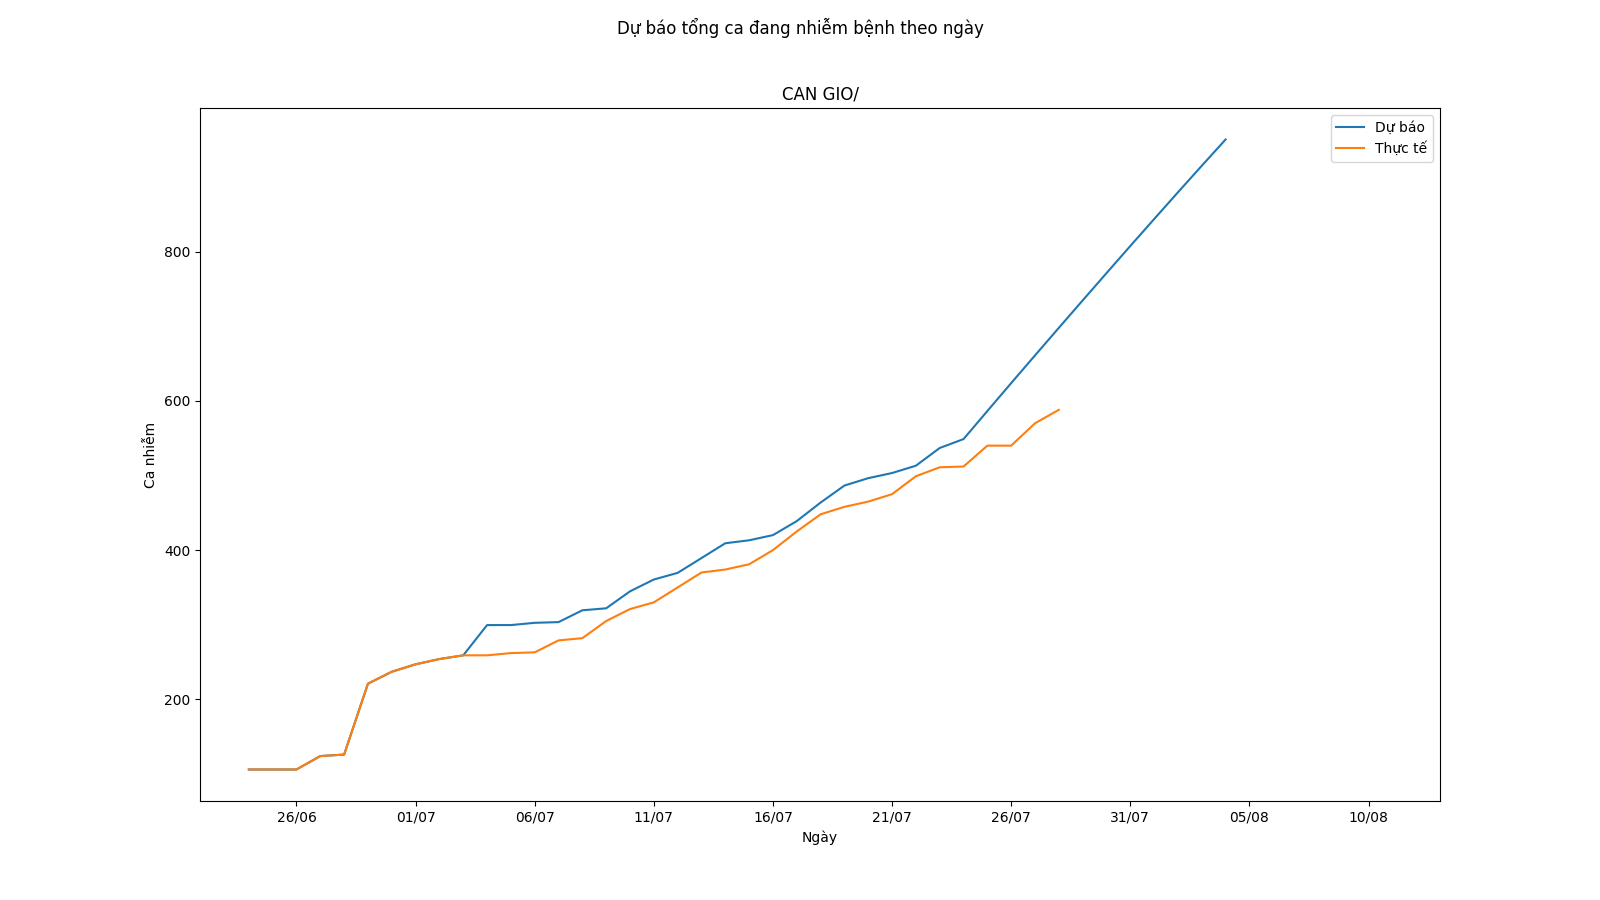 Dự báo tổng ca đang nhiễm bệnh theo ngày
CAN GIO/
Dự báo
Thực tế
800
600
400
200
Ca nhiễm
26/06 01/07 06/07 11/07 16/07 21/07 26/07 31/07 05/08 10/08
Ngày